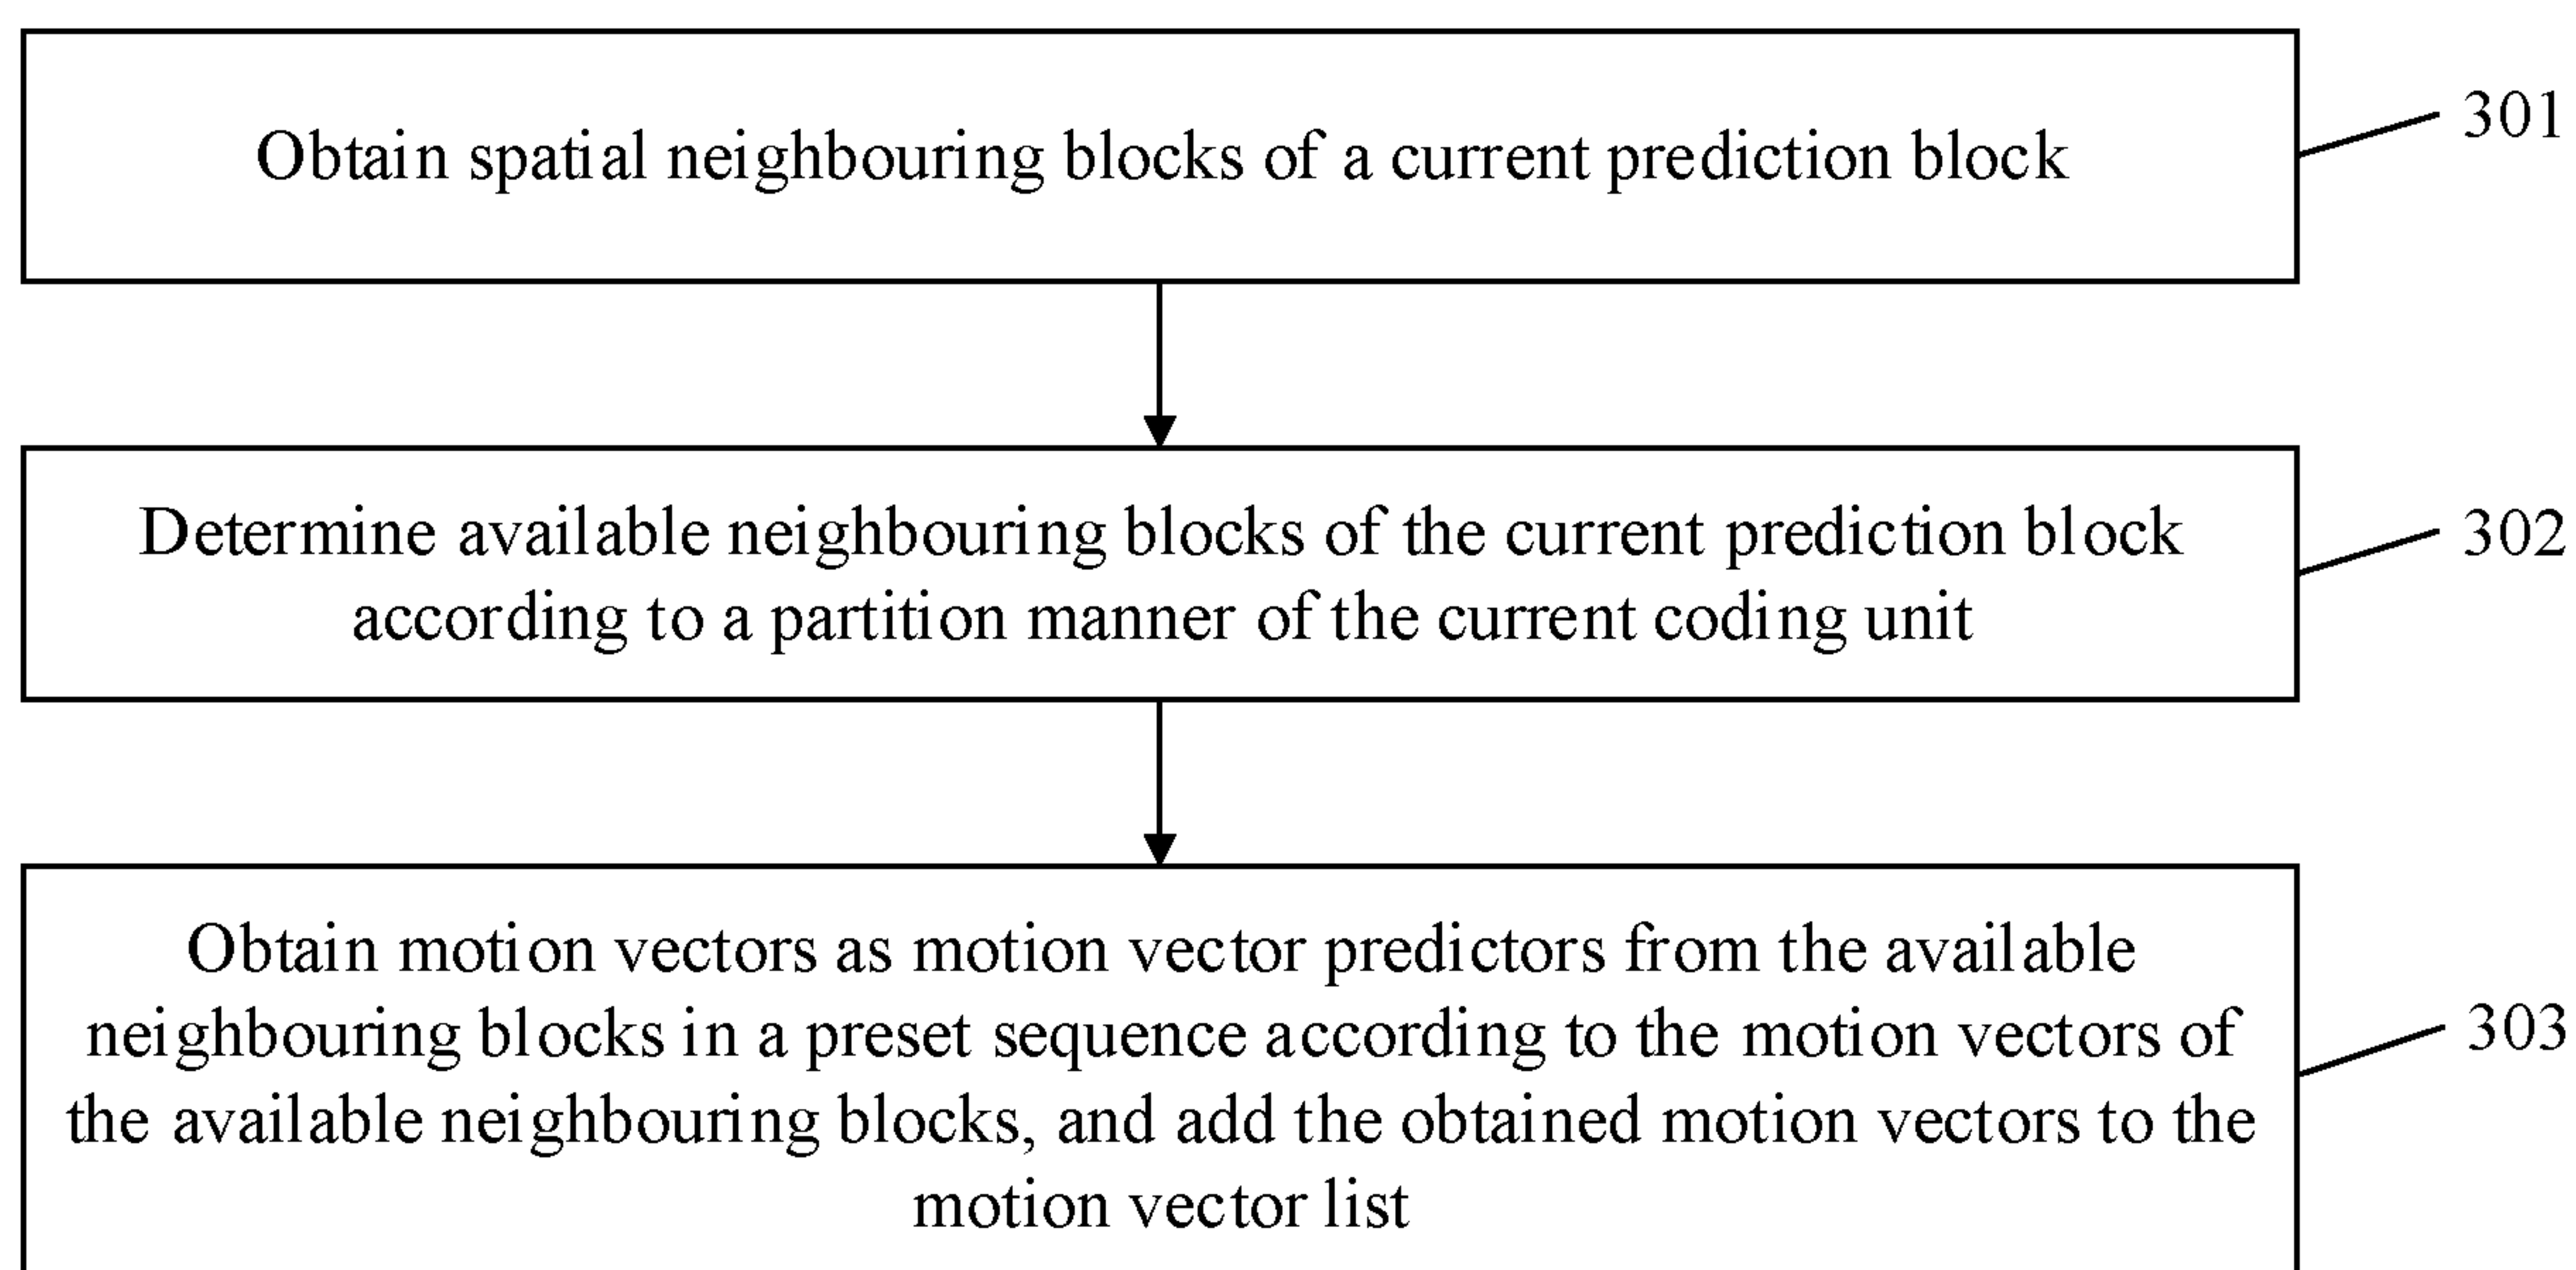 Obtain spatial neighbouring blocks of a current prediction block
301
Determine available neighbouring blocks of the current prediction block
according to a partition manner of the current coding unit
302
Obtain motion vectors as motion vector predictors from the available
neighbouring blocks in a preset sequence according to the motion vectors of
the available neighbouring blocks, and add the obtained motion vectors to the
motion vector list
303